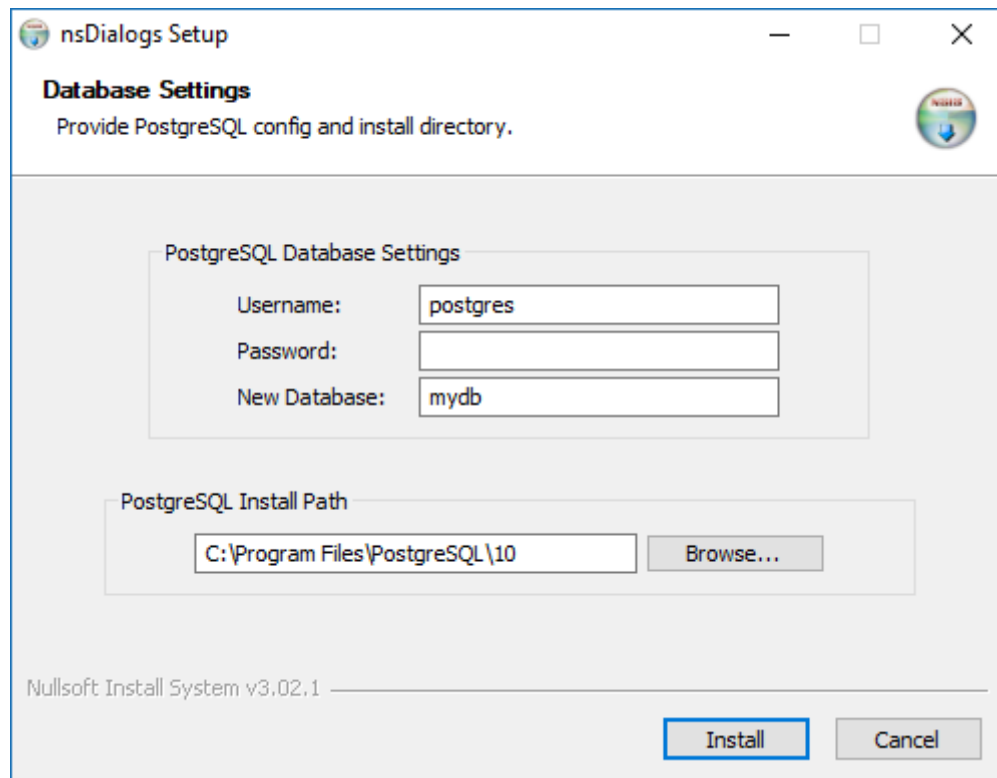 nsDialogs Setup
Database Settings
Provide PostgreSQL config and install directory.
PostgreSQL Database Settings
Username: postgres
Password:
New Database: mydb
PostgreSQL Install Path
C:\Program Files\PostgreSQL\10 Browse...
Nullsoft Install System v3.02.1
Install Cancel